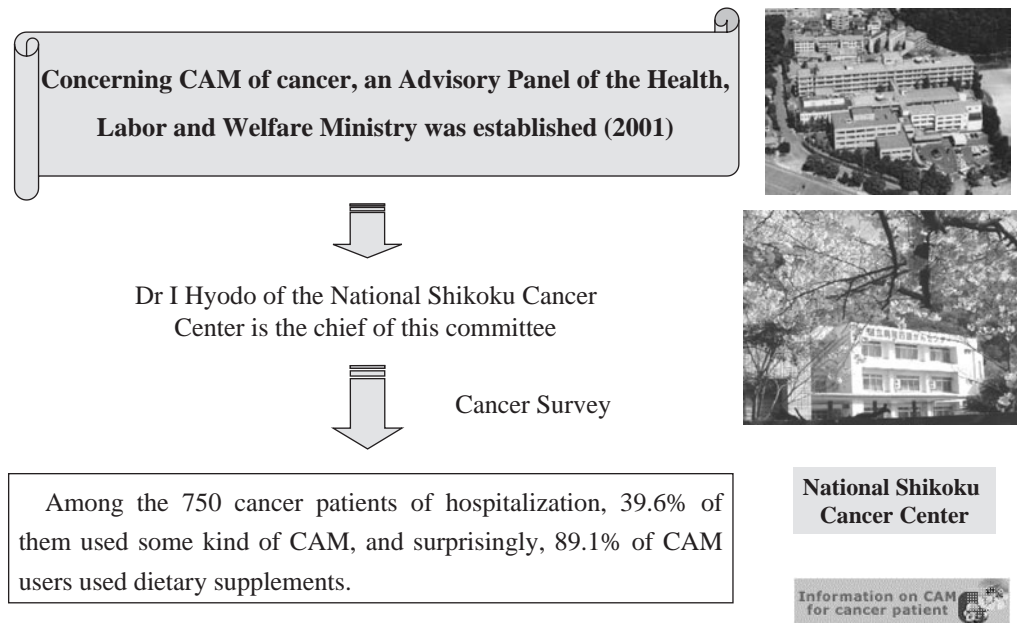 Concerning CAM of cancer, an Advisory Panel of the Health,
Labor and Welfare Ministry was established (2001)
Dr I Hyodo of the National Shikoku Cancer
Center is the chief of this committee
Cancer Survey
Among the 750 cancer patients of hospitalization, 39.6% of
them used some kind of CAM, and surprisingly, 89.1% of CAM
users used dietary supplements.
National Shikoku
Cancer Center
Information on CAM
for cancer patient